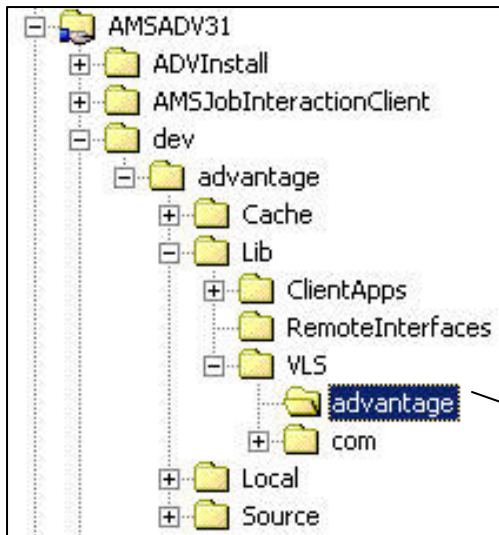 AMSADV31
ADVInstall
AMSJobInteractionClient
dev
advantage
Cache
Lib
ClientApps
RemoteInterfaces
VLS
advantage
com
Local
Source